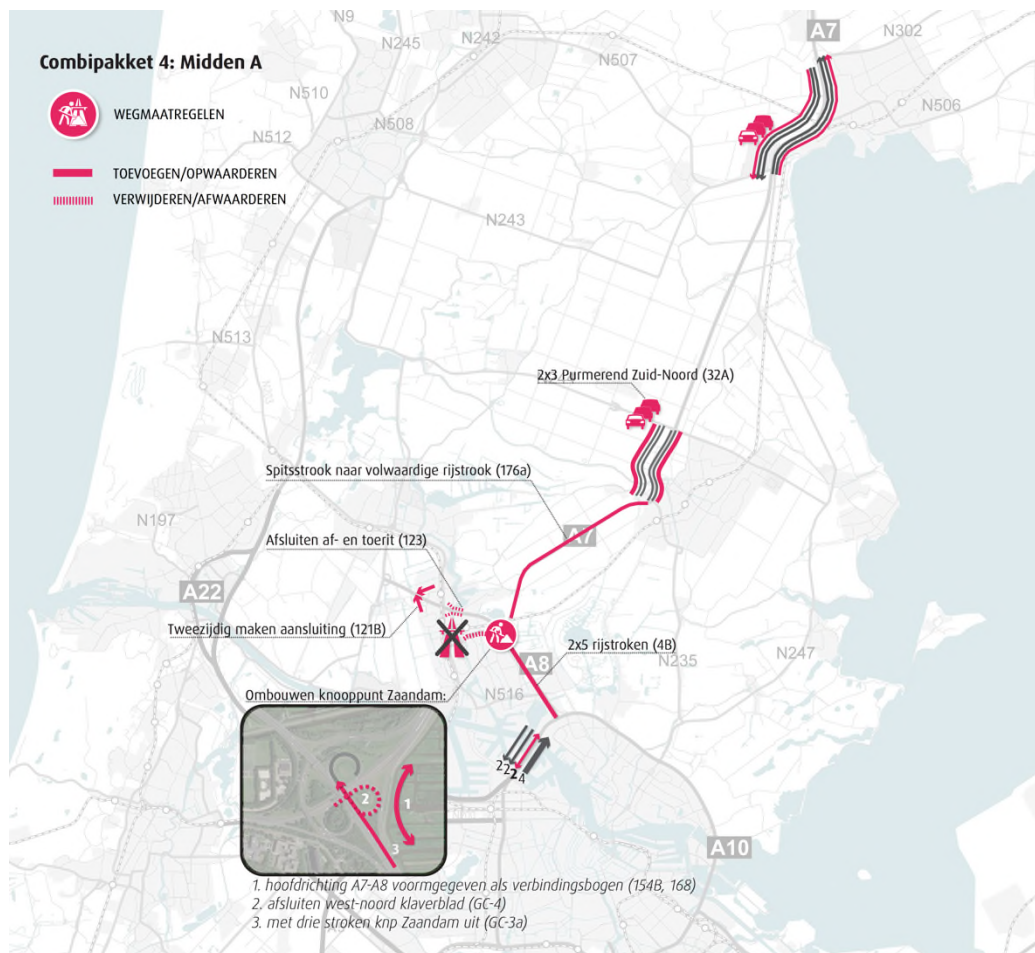 Combipakket 4: Midden A
WEGMAATREGELEN
TOEVOEGEN/OPWAARDEREN
VERWIJDEREN/AFWAARDEREN
N9
N245
N242
N507
A7
N302
N510
N506
N512
N508
N243
N513
2x3 Purmerend Zuid-Noord (32A)
Spitsstrook naar volwaardige rijstrook (176a)
N197
A7
Afsluiten af- en toerit (123)
A22
Tweezijdig maken aansluiting (121B)
2x5 rijstroken (4B)
N235
N247
A8
Ombouwen knooppunt Zaandam:
N516
2
2
2
4
1
2
3
A10
1. hoofdrichting A7-A8 voormgegeven als verbindingsbogen (154B, 168)
2. afsluiten west-noord klaverblad (GC-4)
3. met drie stroken knp Zaandam uit (GC-3a)